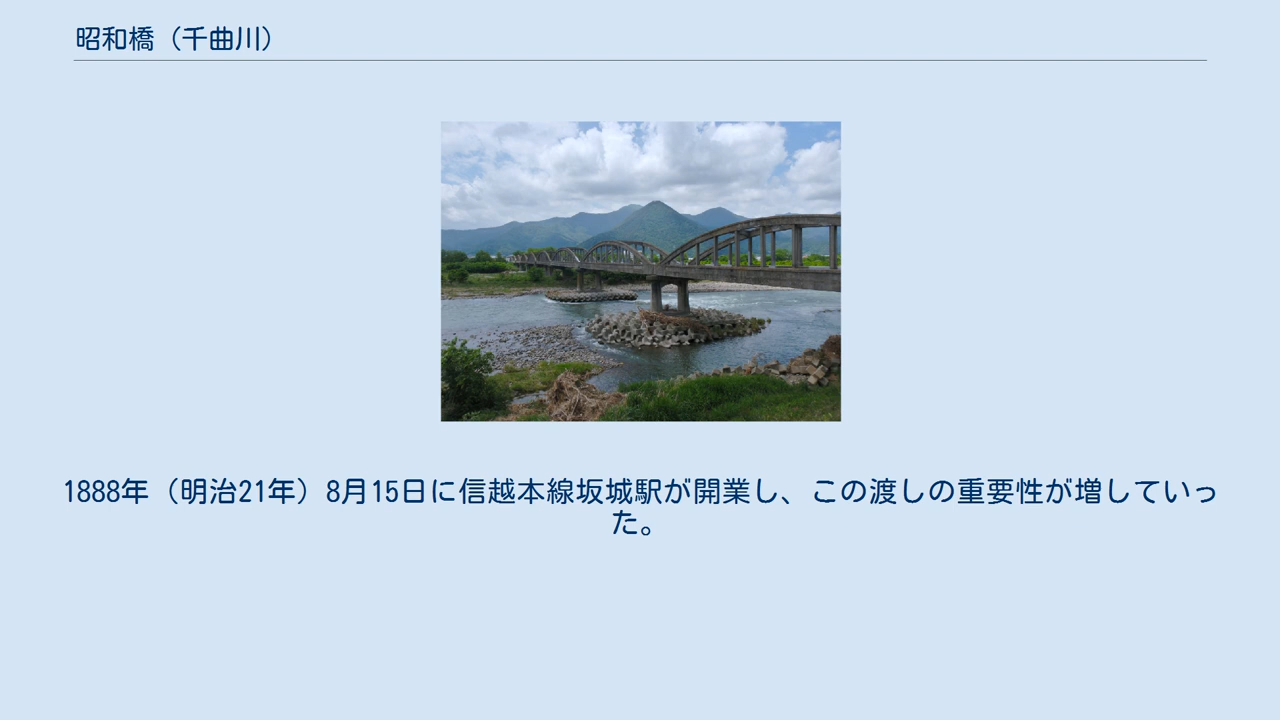 昭和橋（千曲川）
1888年（明治21年）8月15日に信越本線坂城駅が開業し、この渡しの重要性が増していっ
た。